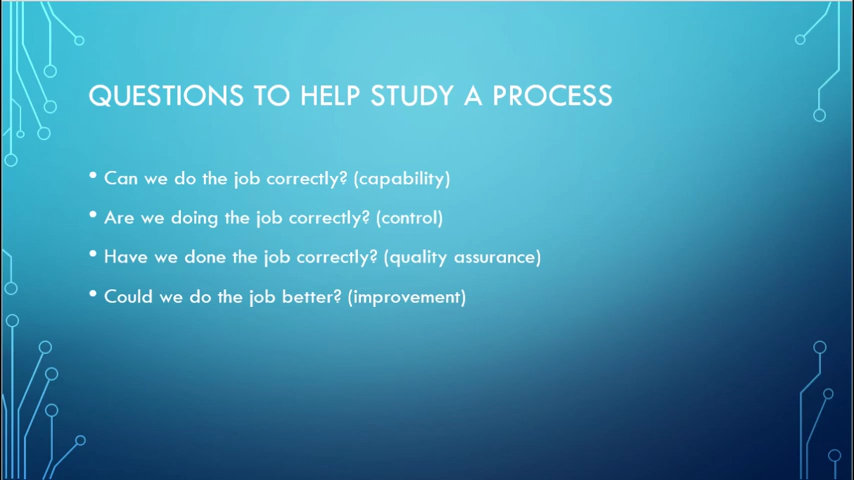 QUESTIONS TO HELP STUDY A PROCESS
• Can we do the job correctly? (capability)
• Are we doing the job correctly? (control)
• Have we done the job correctly? (quality assurance)
• Could we do the job better? (improvement)